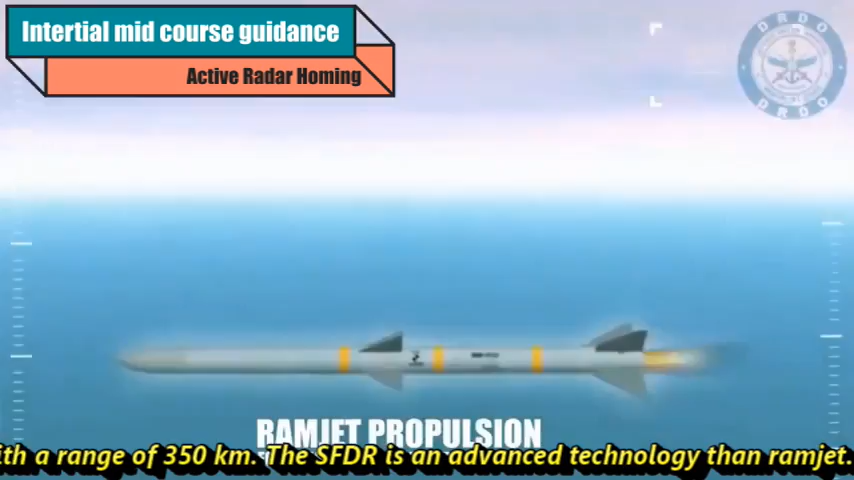 Intertial mid course guidance
Active Radar Homing
DRDO
DRDO
RAMJET PROPULSION
ith a range of 350 km. The SFDR is an advanced technology than ramjet.